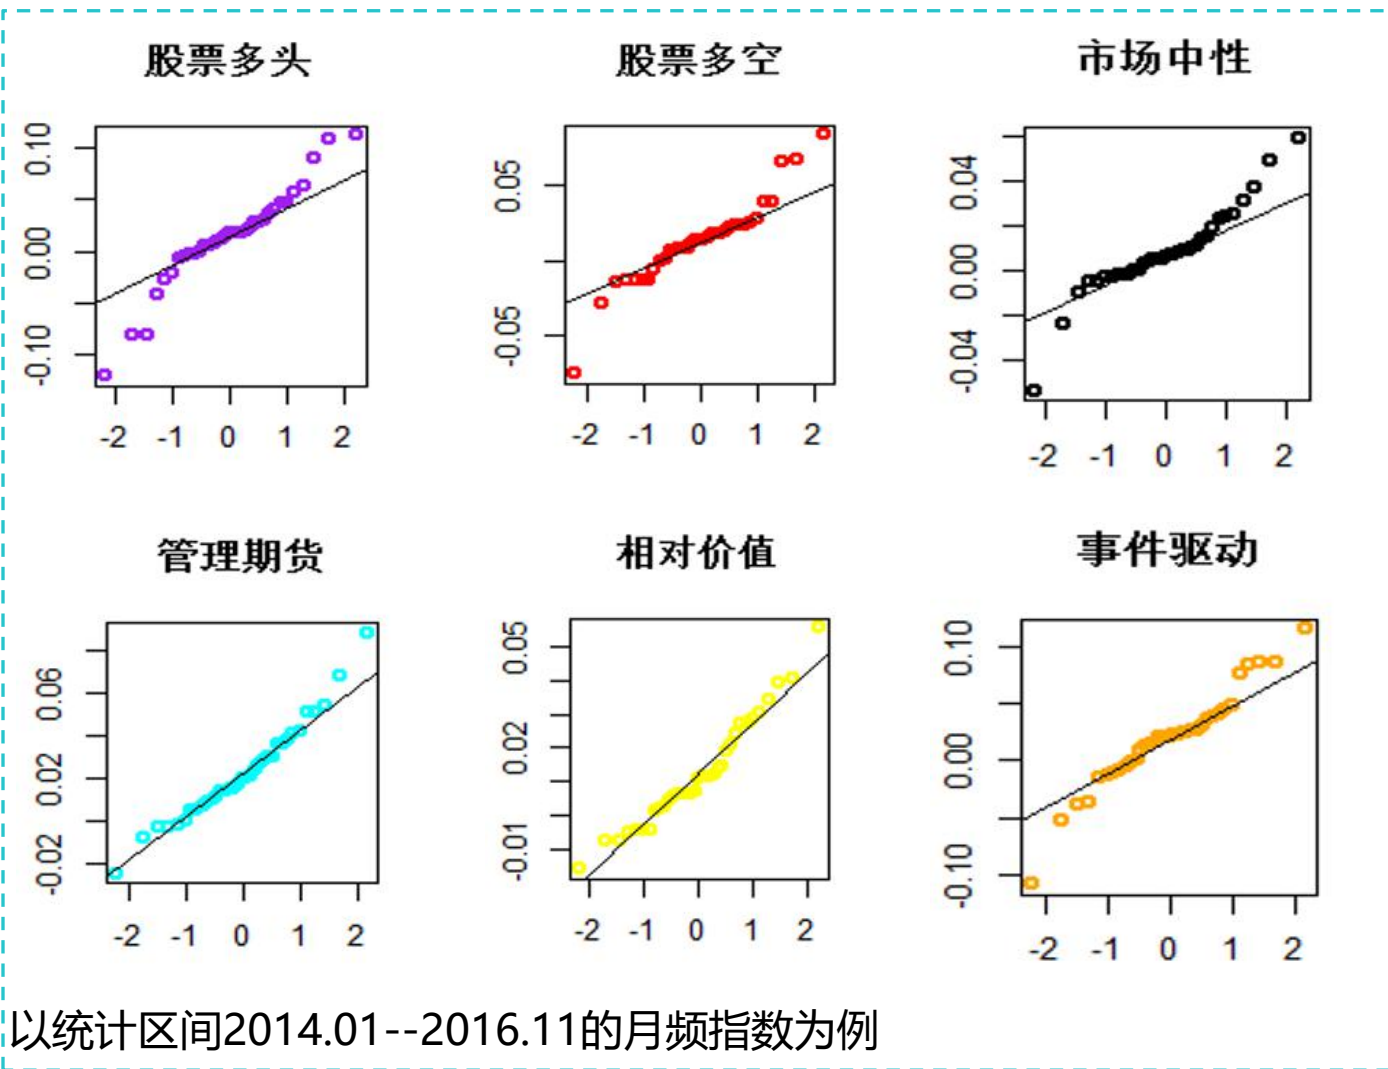 股票多头 股票多空 市场中性
0.10 0.05 0.04
0.00 0.00
-0.10 -0.05 -0.04
-2 -1 0 1 2 -2 -1 0 1 2 -2 -1 0 1 2
管理期货 相对价值 事件驱动
0.06 0.05 0.10
0.02 0.02 0.00
-0.02 -0.01 -0.10
-2 -1 0 1 2 -2 -1 0 1 2 -2 -1 0 1 2
以统计区间2014.01--2016.11的月频指数为例